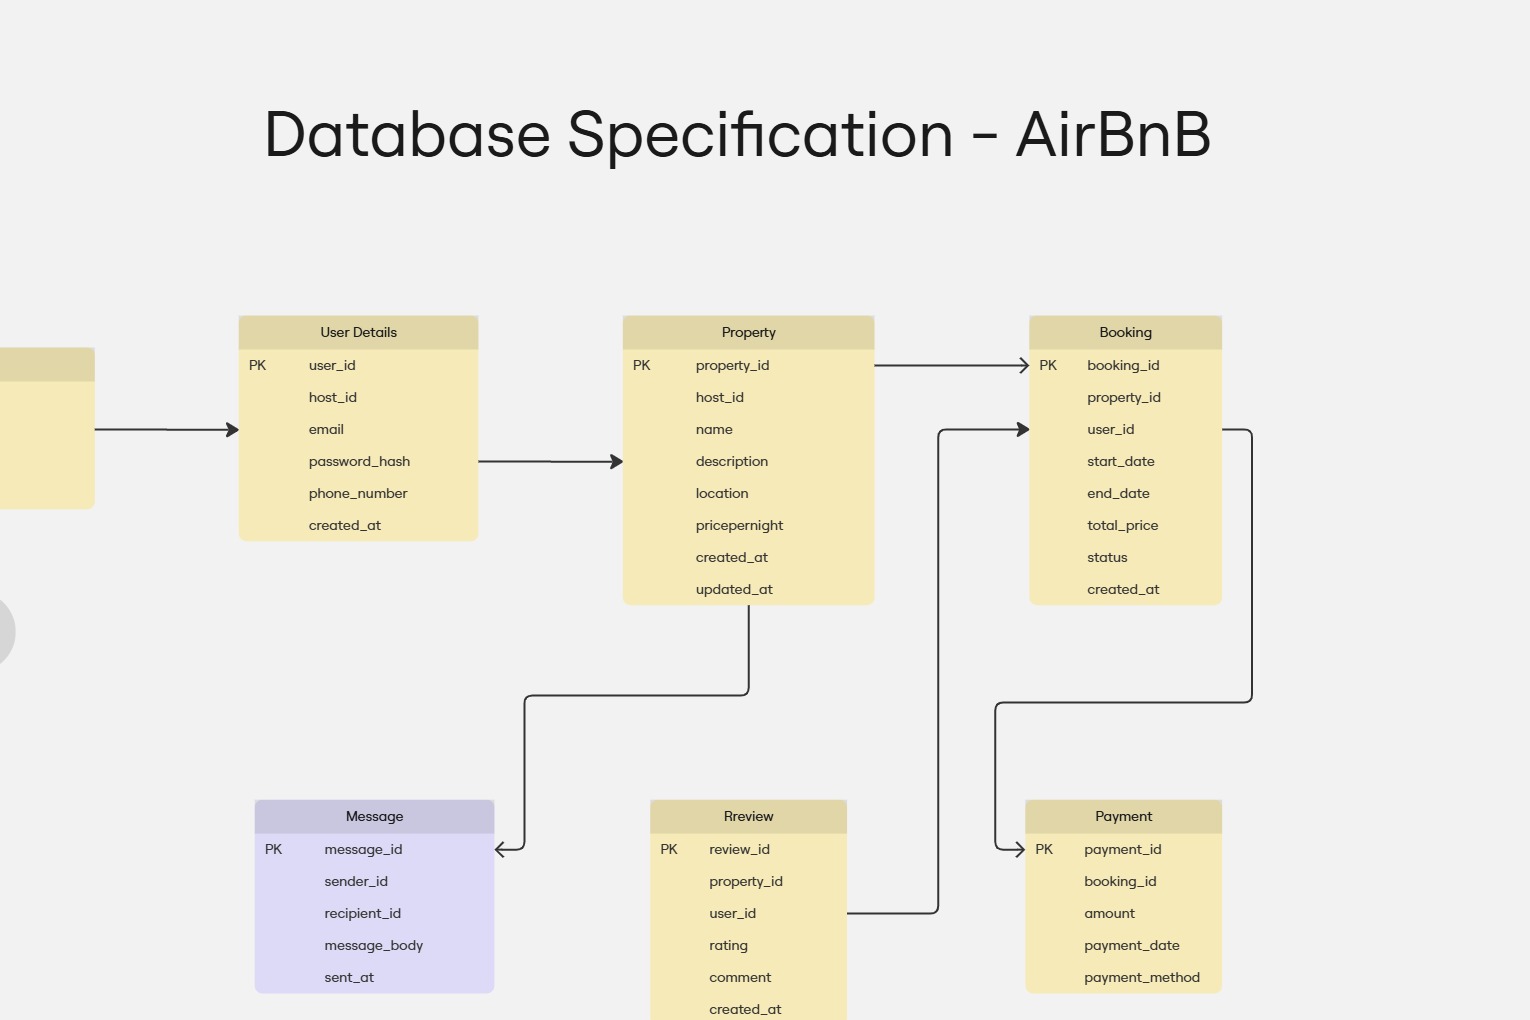 Database Specification - AirBnB
User Details
PK user_id
host_id
email
password_hash
phone_number
created_at
Property
PK property_id
host_id
name
description
location
pricepernight
created_at
updated_at
Booking
PK booking_id
property_id
user_id
start_date
end_date
total_price
status
created_at
Message
PK message_id
sender_id
recipient_id
message_body
sent_at
Rreview
PK review_id
property_id
user_id
rating
comment
created_at
Payment
PK payment_id
booking_id
amount
payment_date
payment_method